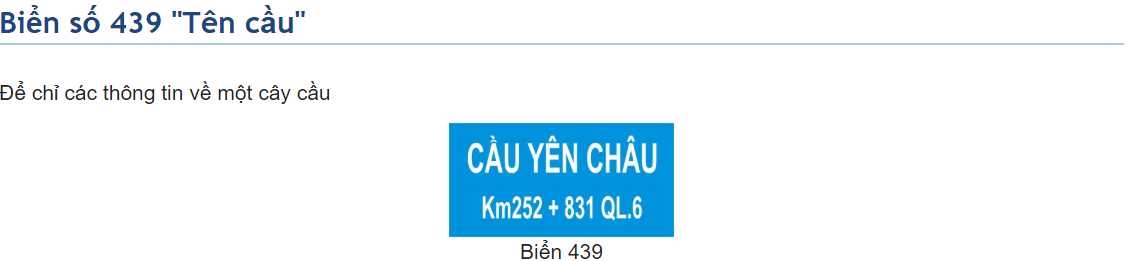 Biển số 439 "Tên cầu"
Để chỉ các thông tin về một cây cầu
CẦU YÊN CHÂU
Km252 + 831 QL.6
Biển 439